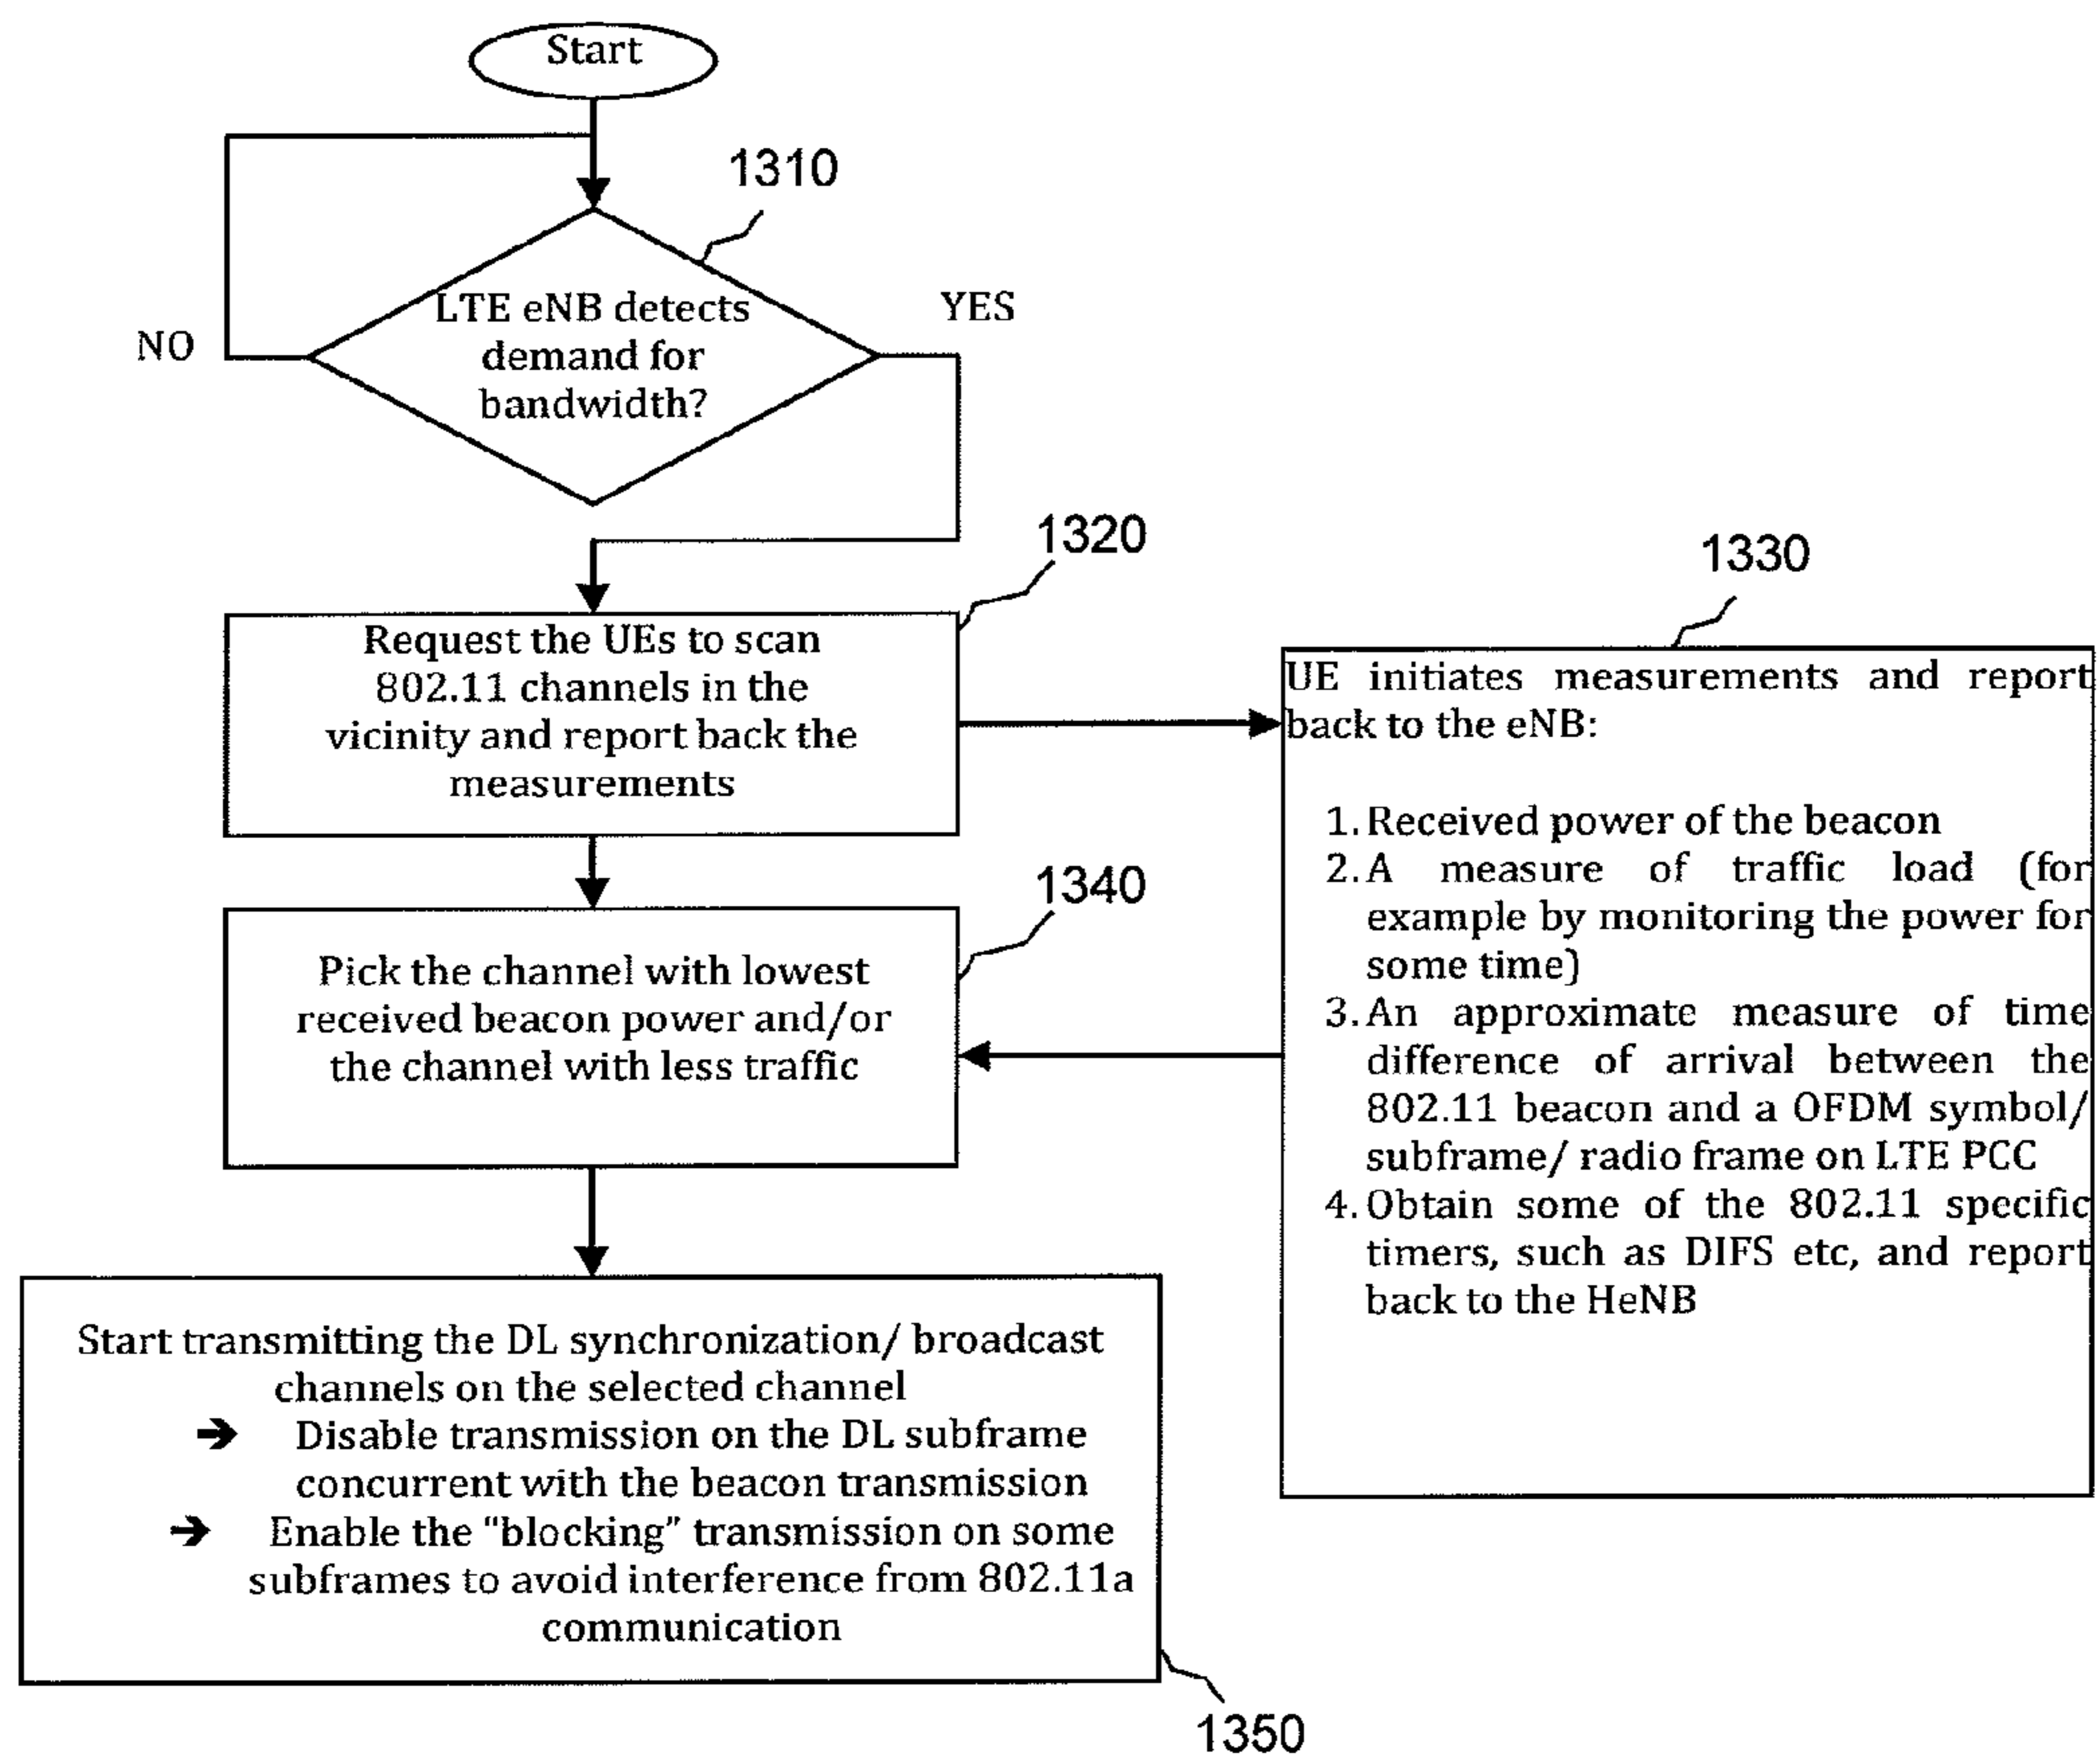 Start
1310
LTE eNB detects
demand for
bandwidth?
NO
YES
1320
Request the UEs to scan
802.11 channels in the
vicinity and report back the
measurements
1330
UE initiates measurements and report
back to the eNB:
1. Received power of the beacon
2. A measure of traffic load (for
example by monitoring the power for
some time)
3. An approximate measure of time
difference of arrival between the
802.11 beacon and a OFDM symbol/
subframe/ radio frame on LTE PCC
4. Obtain some of the 802.11 specific
timers, such as DIFS etc, and report
back to the HeNB
1340
Pick the channel with lowest
received beacon power and/or
the channel with less traffic
Start transmitting the DL synchronization/ broadcast
channels on the selected channel
➔ Disable transmission on the DL subframe
concurrent with the beacon transmission
➔ Enable the "blocking" transmission on some
subframes to avoid interference from 802.11a
communication
1350